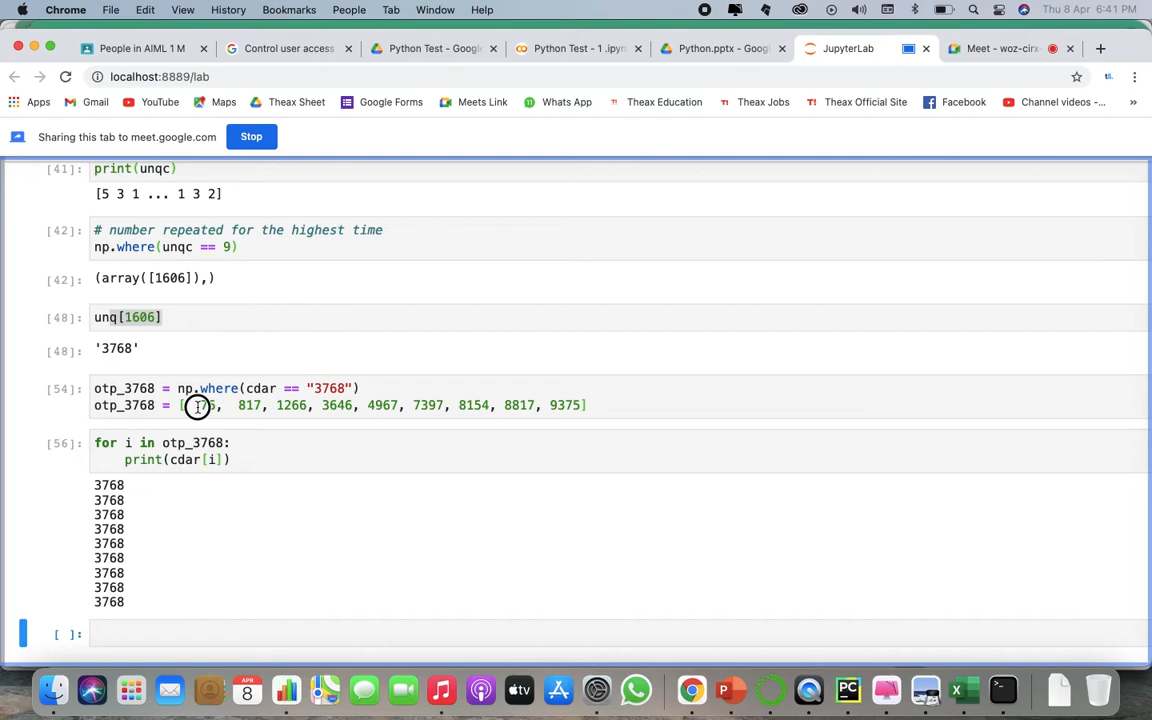 Chrome File Edit View History Bookmarks People Tab Window Help Thu 8 Apr 6:41 PM
People in AIML 1 M Control user access Python Test - Google Python Test - 1 .ipyn Python.pptx - Google JupyterLab Meet - woz-cirx-
localhost:8889/lab
Apps Gmail YouTube Maps Theax Sheet Google Forms Meets Link Whats App Theax Education Theax Jobs Theax Official Site Facebook Channel videos -...
Sharing this tab to meet.google.com Stop
[41]: print(unqc)
[5 3 1 ... 1 3 2]
[42]: # number repeated for the highest time
np.where(unqc == 9)
[42]: (array([1606]),)
[48]: unq[1606]
[48]: '3768'
[54]: otp_3768 = np.where(cdar == "3768")
otp_3768 = [ 817, 1266, 3646, 4967, 7397, 8154, 8817, 9375]
[56]: for i in otp_3768:
print(cdar[i])
3768
3768
3768
3768
3768
3768
3768
3768
3768
[ ]:
APR
8
tv
P
PC
X